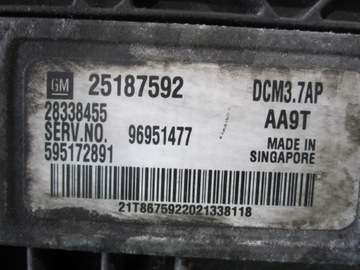 GM 25187592 DCM3.7AP
28338455 AA9T
SERV.NO. 96951477 MADE IN
595172891 SINGAPORE
21T8675922021338118